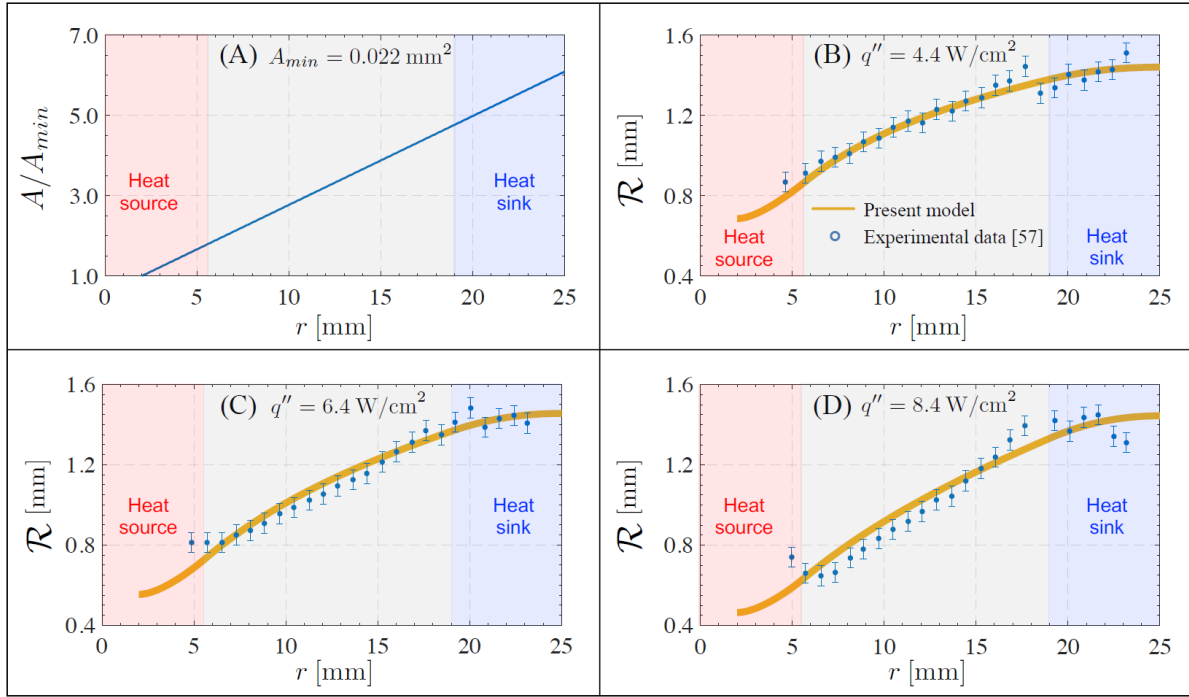 (A) A_min = 0.022 mm²
7.0
5.0
3.0
1.0
A/A_min
Heat
source
Heat
sink
0 5 10 15 20 25
r [mm]
(B) q″ = 4.4 W/cm²
1.6
1.2
0.8
0.4
ℛ [mm]
Present model
Experimental data [57]
Heat
source
Heat
sink
0 5 10 15 20 25
r [mm]
(C) q″ = 6.4 W/cm²
1.6
1.2
0.8
0.4
ℛ [mm]
Heat
source
Heat
sink
0 5 10 15 20 25
r [mm]
(D) q″ = 8.4 W/cm²
1.6
1.2
0.8
0.4
ℛ [mm]
Heat
source
Heat
sink
0 5 10 15 20 25
r [mm]